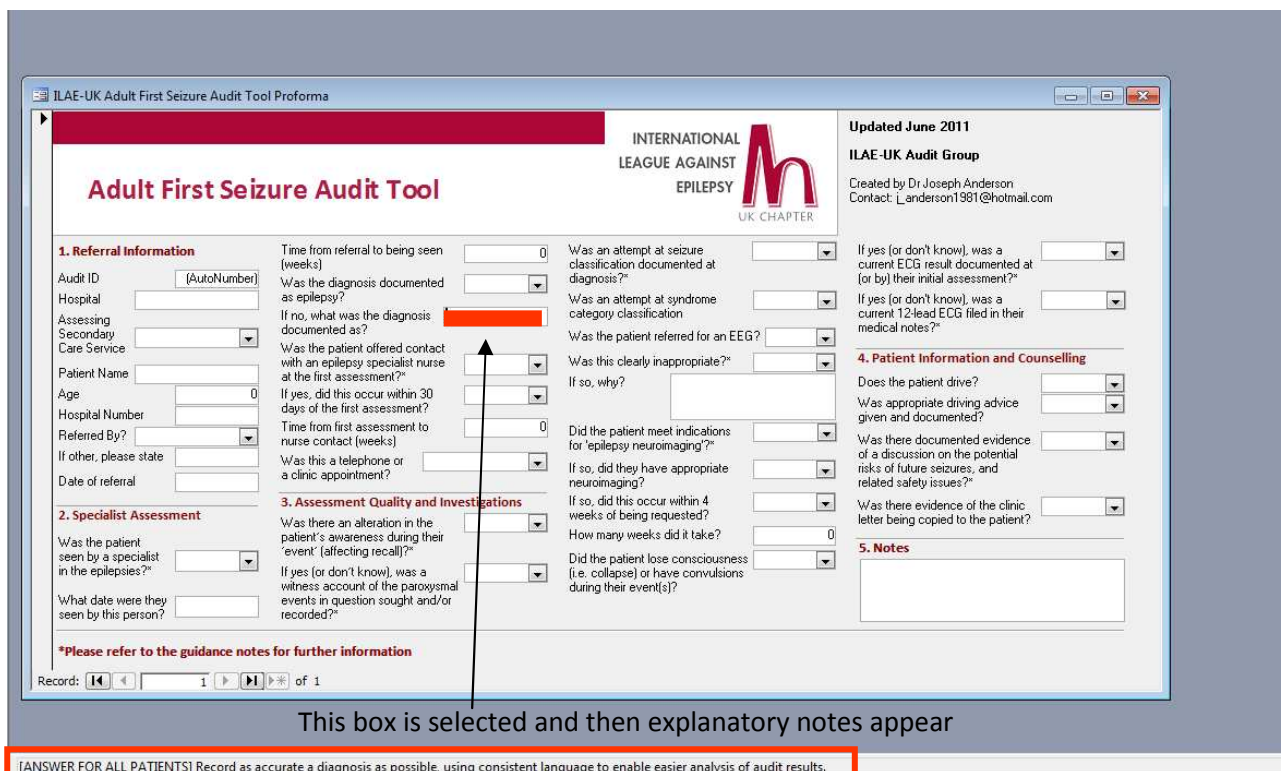 ILAE-UK Adult First Seizure Audit Tool Proforma
Adult First Seizure Audit Tool
INTERNATIONAL
LEAGUE AGAINST
EPILEPSY
UK CHAPTER
Updated June 2011
ILAE-UK Audit Group
Created by Dr Joseph Anderson
Contact: j_anderson1981@hotmail.com
1. Referral Information
Audit ID (AutoNumber)
Hospital
Assessing
Secondary
Care Service
Patient Name
Age 0
Hospital Number
Referred By?
If other, please state
Date of referral
2. Specialist Assessment
Was the patient
seen by a specialist
in the epilepsies?*
What date were they
seen by this person?
Time from referral to being seen 0
(weeks)
Was the diagnosis documented
as epilepsy?
If no, what was the diagnosis
documented as?
Was the patient offered contact
with an epilepsy specialist nurse
at the first assessment?*
If yes, did this occur within 30
days of the first assessment?
Time from first assessment to 0
nurse contact (weeks)
Was this a telephone or
a clinic appointment?
3. Assessment Quality and Investigations
Was there an alteration in the
patient's awareness during their
'event' (affecting recall)?*
If yes (or don't know), was a
witness account of the paroxysmal
events in question sought and/or
recorded?*
Was an attempt at seizure
classification documented at
diagnosis?*
Was an attempt at syndrome
category classification
Was the patient referred for an EEG?
Was this clearly inappropriate?*
If so, why?
Did the patient meet indications
for 'epilepsy neuroimaging'?*
If so, did they have appropriate
neuroimaging?
If so, did this occur within 4
weeks of being requested?
How many weeks did it take? 0
Did the patient lose consciousness
(i.e. collapse) or have convulsions
during their event(s)?
If yes (or don't know), was a
current ECG result documented at
(or by) their initial assessment?*
If yes (or don't know), was a
current 12-lead ECG filed in their
medical notes?*
4. Patient Information and Counselling
Does the patient drive?
Was appropriate driving advice
given and documented?
Was there documented evidence
of a discussion on the potential
risks of future seizures, and
related safety issues?*
Was there evidence of the clinic
letter being copied to the patient?
5. Notes
*Please refer to the guidance notes for further information
Record: 1 of 1
This box is selected and then explanatory notes appear
[ANSWER FOR ALL PATIENTS] Record as accurate a diagnosis as possible, using consistent language to enable easier analysis of audit results.